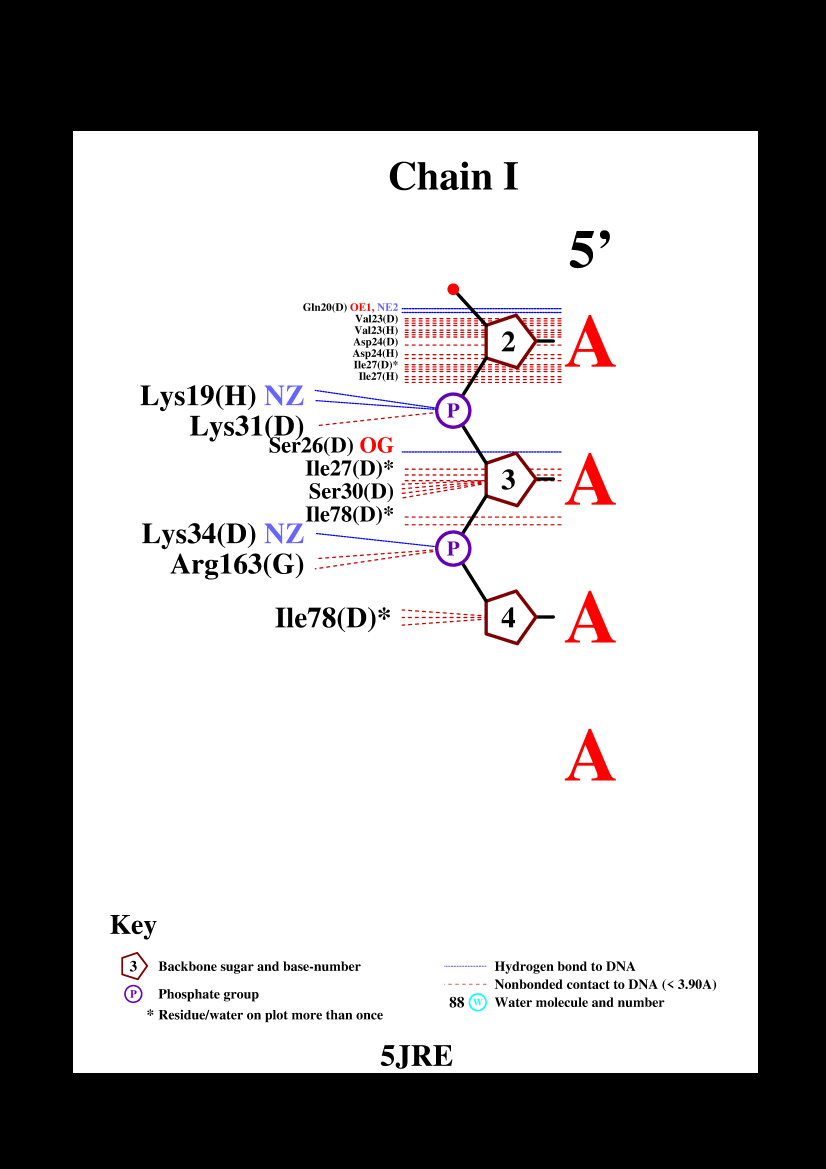 Chain I
5’
Gln20(D) OE1, NE2
Val23(D)
Val23(H)
Asp24(D)
Asp24(H)
Ile27(D)*
Ile27(H)
2 A
Lys19(H) NZ
P
Lys31(D)
Ser26(D) OG
Ile27(D)*
3 A
Ser30(D)
Ile78(D)*
Lys34(D) NZ
P
Arg163(G)
Ile78(D)* 4 A
A
Key
3 Backbone sugar and base-number
P Phosphate group
* Residue/water on plot more than once
Hydrogen bond to DNA
Nonbonded contact to DNA (< 3.90A)
88 W Water molecule and number
5JRE